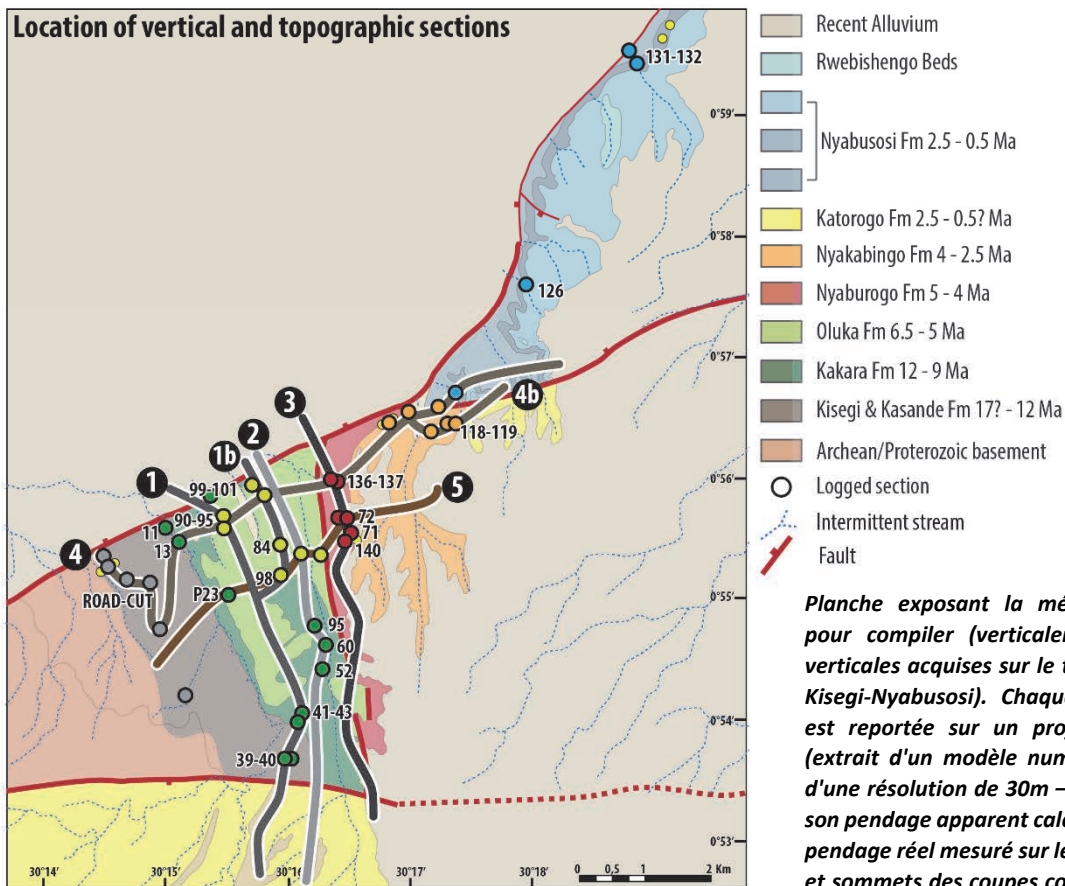 Location of vertical and topographic sections
131-132
0°59'
0°58'
126
0°57'
3
4b
2
1b
118-119
1
99-101
136-137
5
0°56'
90-95
11
72
13
71
84
140
4
98
ROAD-CUT
P23
0°55'
95
60
52
41-43
0°54'
39-40
0°53'
30°14'
30°15'
30°16'
30°17'
30°18'
0 0,5 1 2 Km
Recent Alluvium
Rwebishengo Beds
Nyabusosi Fm 2.5 - 0.5 Ma
Katorogo Fm 2.5 - 0.5? Ma
Nyakabingo Fm 4 - 2.5 Ma
Nyaburogo Fm 5 - 4 Ma
Oluka Fm 6.5 - 5 Ma
Kakara Fm 12 - 9 Ma
Kisegi & Kasande Fm 17? - 12 Ma
Archean/Proterozoic basement
Logged section
Intermittent stream
Fault
Planche exposant la mé
pour compiler (verticale
verticales acquises sur le t
Kisegi-Nyabusosi). Chaque
est reportée sur un pro
(extrait d'un modèle num
d'une résolution de 30m –
son pendage apparent calc
pendage réel mesuré sur le
et sommets des coupes co